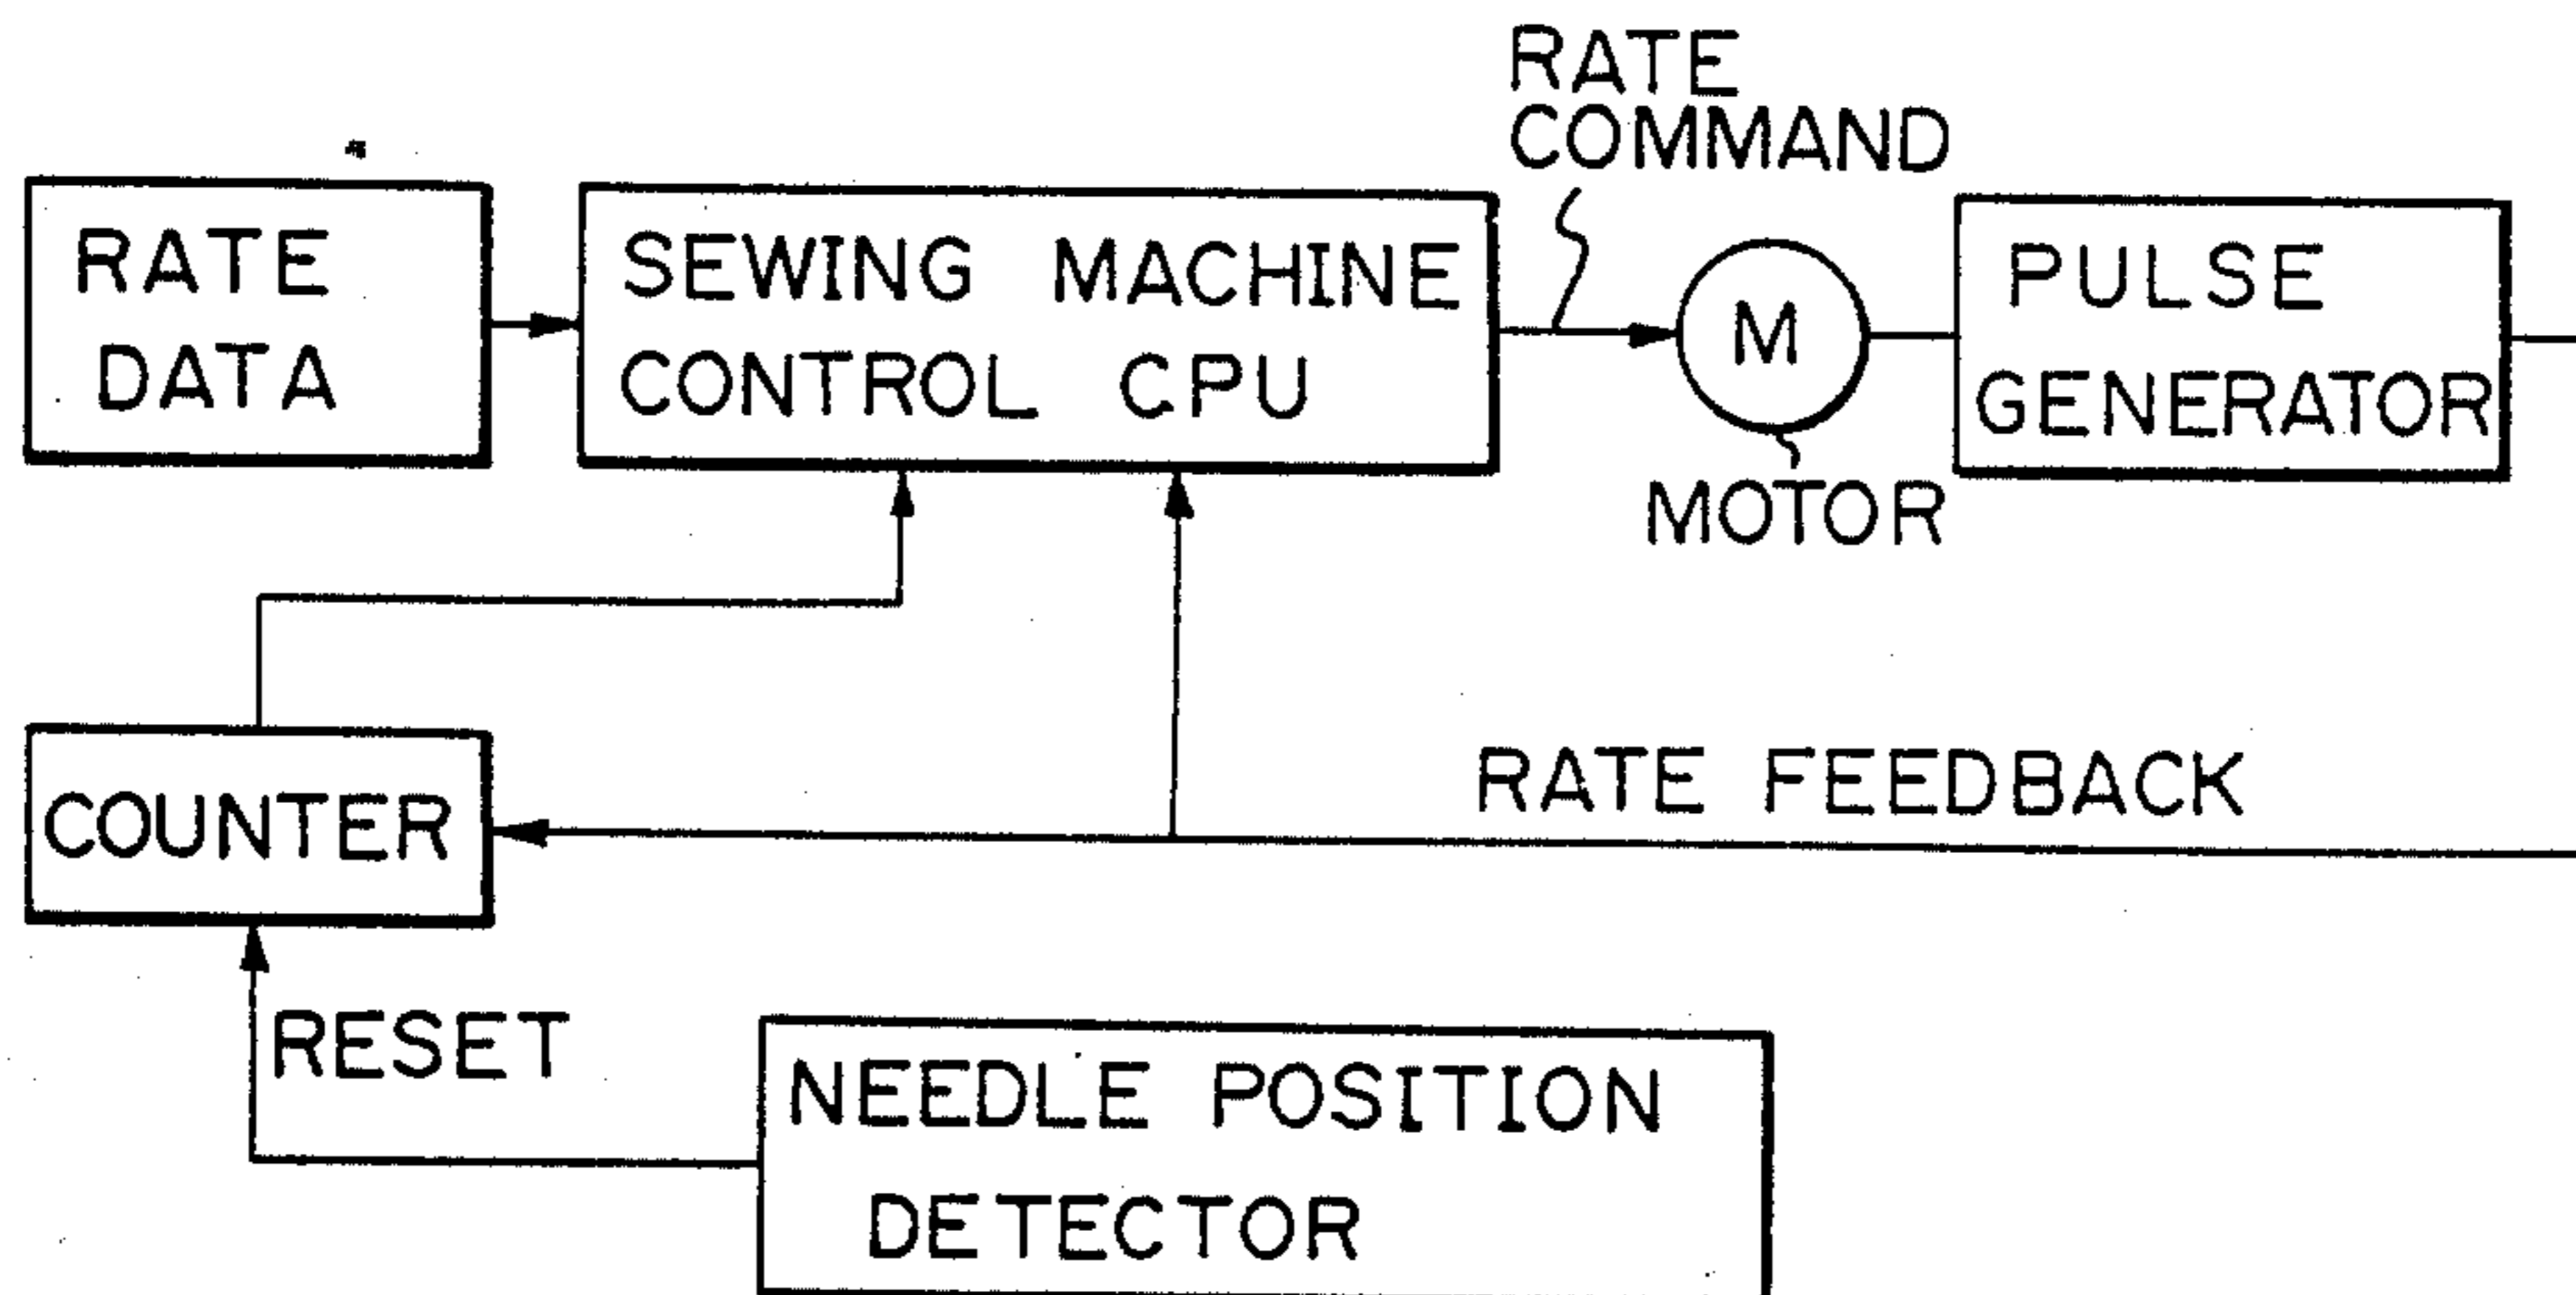 RATE
COMMAND
RATE
DATA
SEWING MACHINE
CONTROL CPU
M
MOTOR
PULSE
GENERATOR
COUNTER
RATE FEEDBACK
RESET
NEEDLE POSITION
DETECTOR